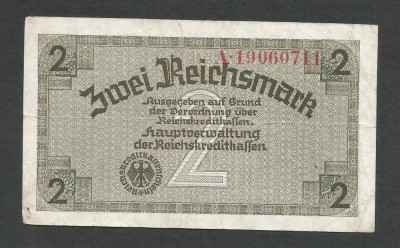 2
A·19060711
2
Zwei Reichsmark
Ausgegeben auf Grund
der Verordnung über
Reichskreditkassen.
Hauptverwaltung
der Reichskreditkassen
2
2
2